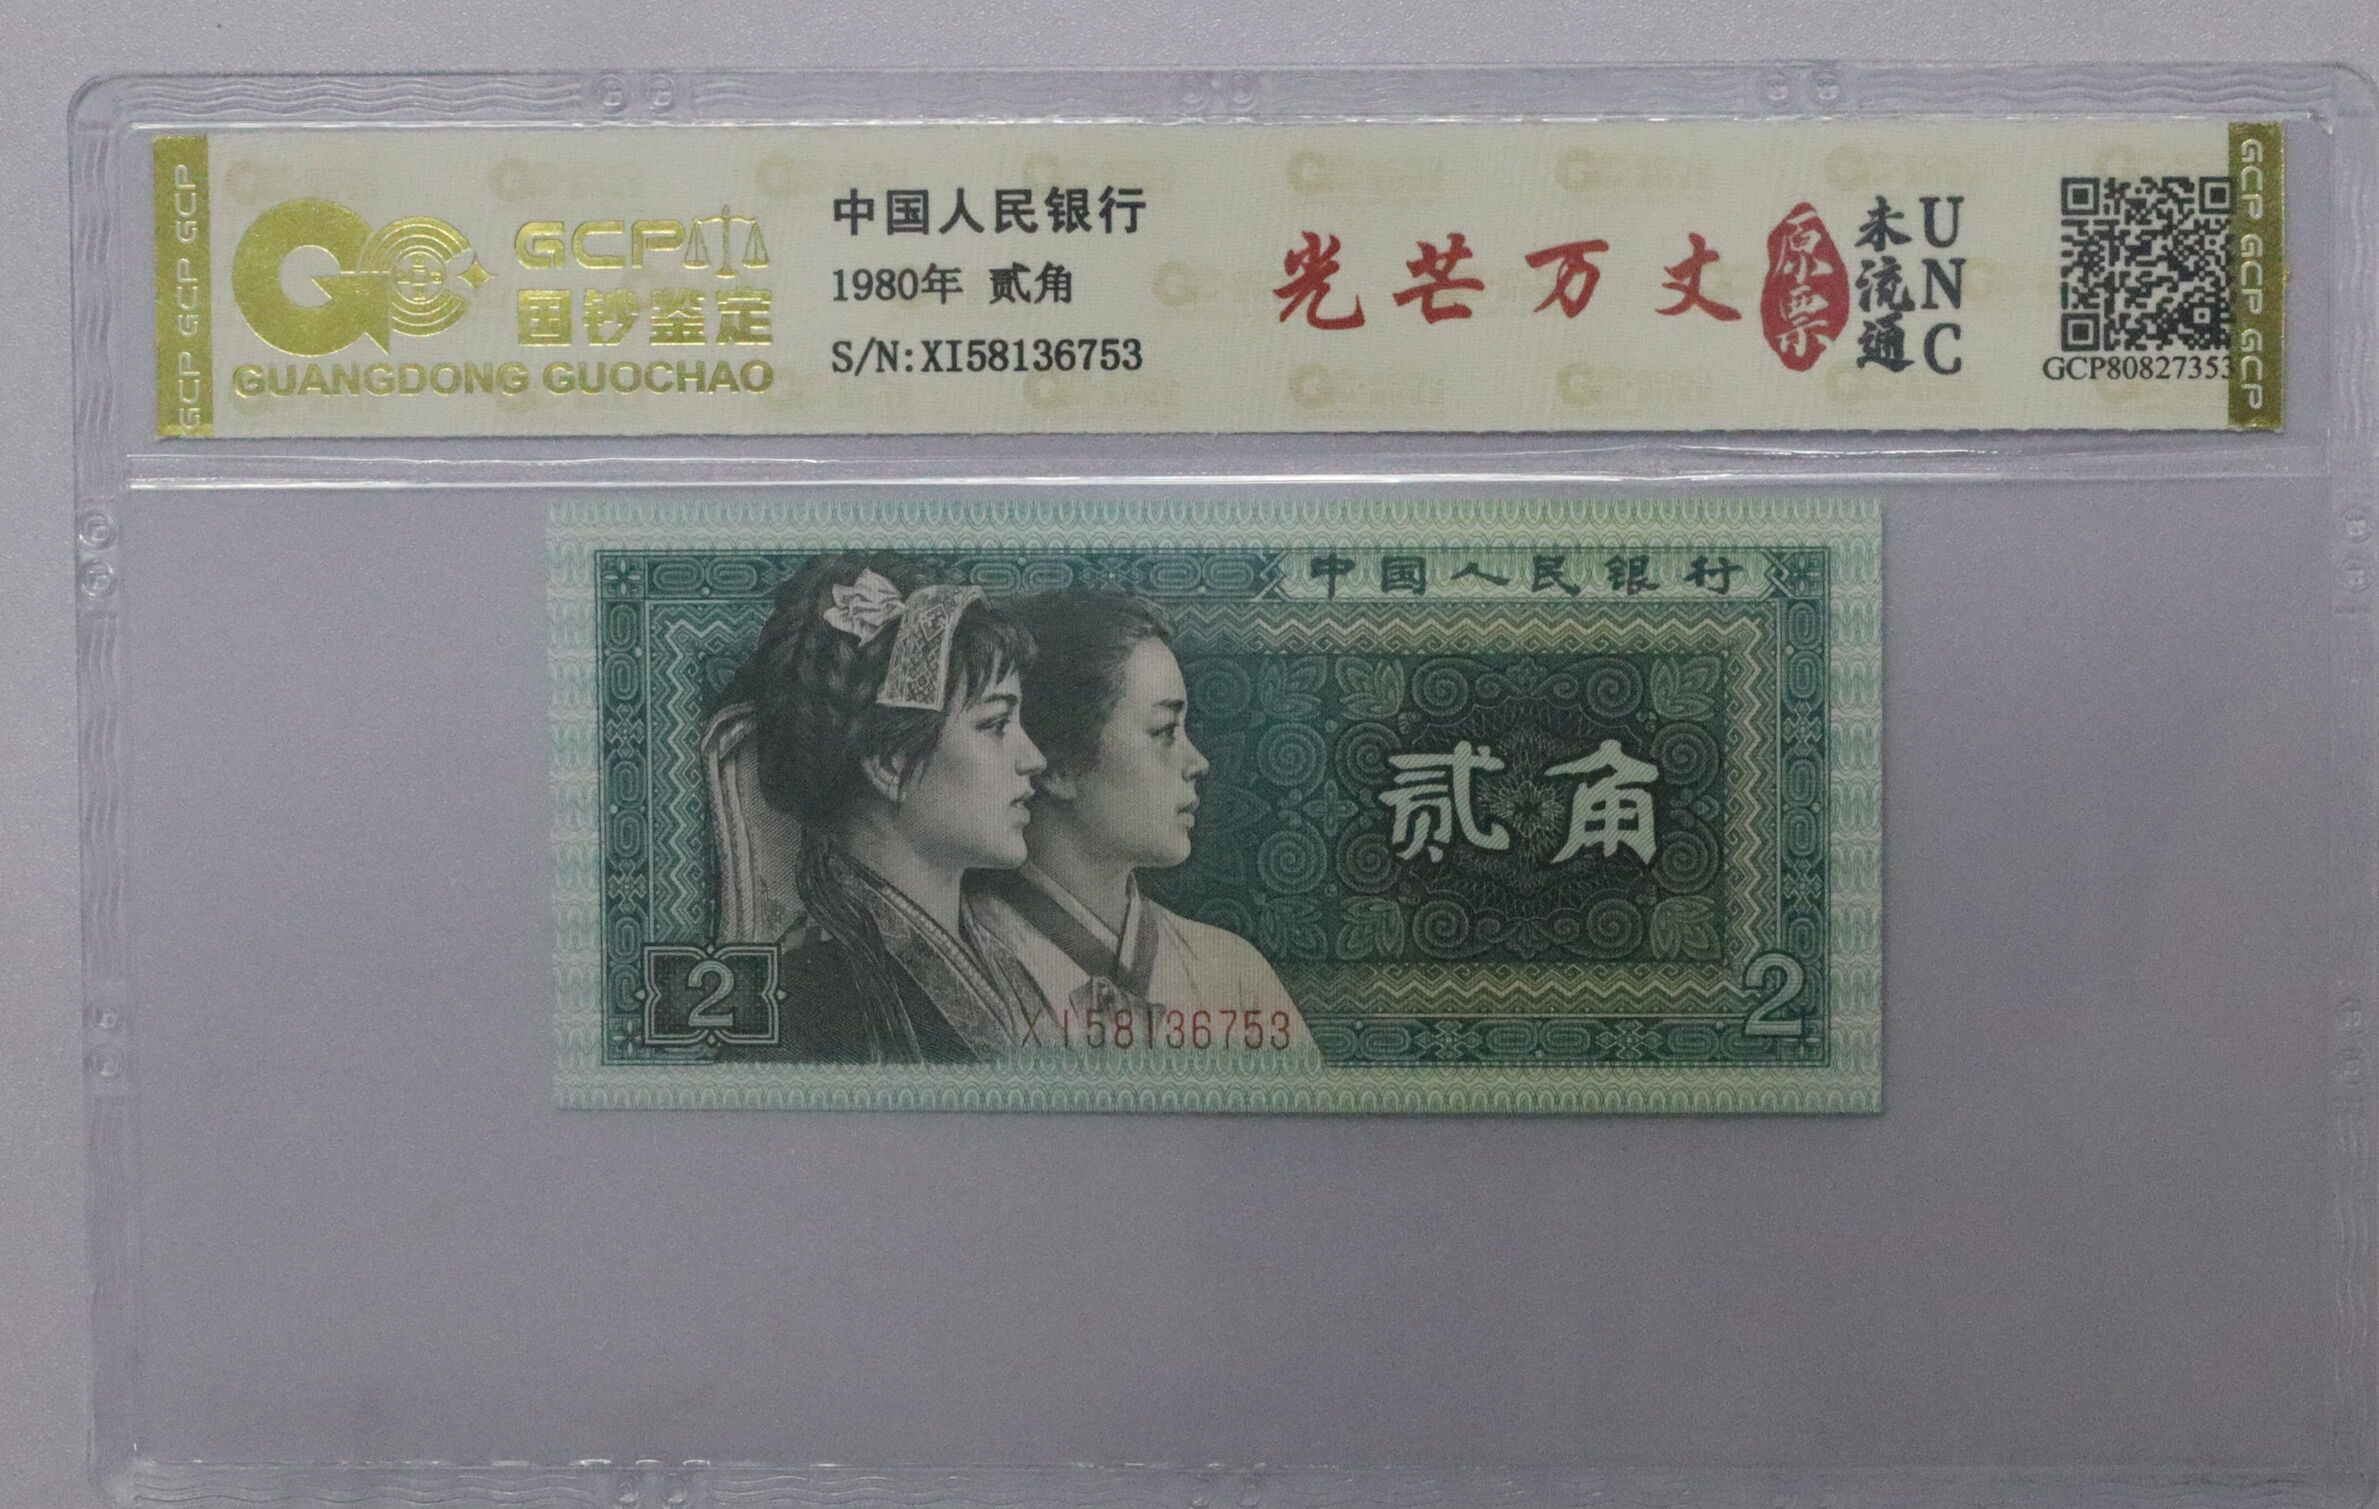 GCP GCP GCP
GCP
国钞鉴定
GUANGDONG GUOCHAO
中国人民银行
1980年 贰角
S/N:XI58136753
光芒万丈
原票
未流通
UNC
GCP80827353
GCP GCP GCP
中国人民银行
贰角
2
XI58136753
2